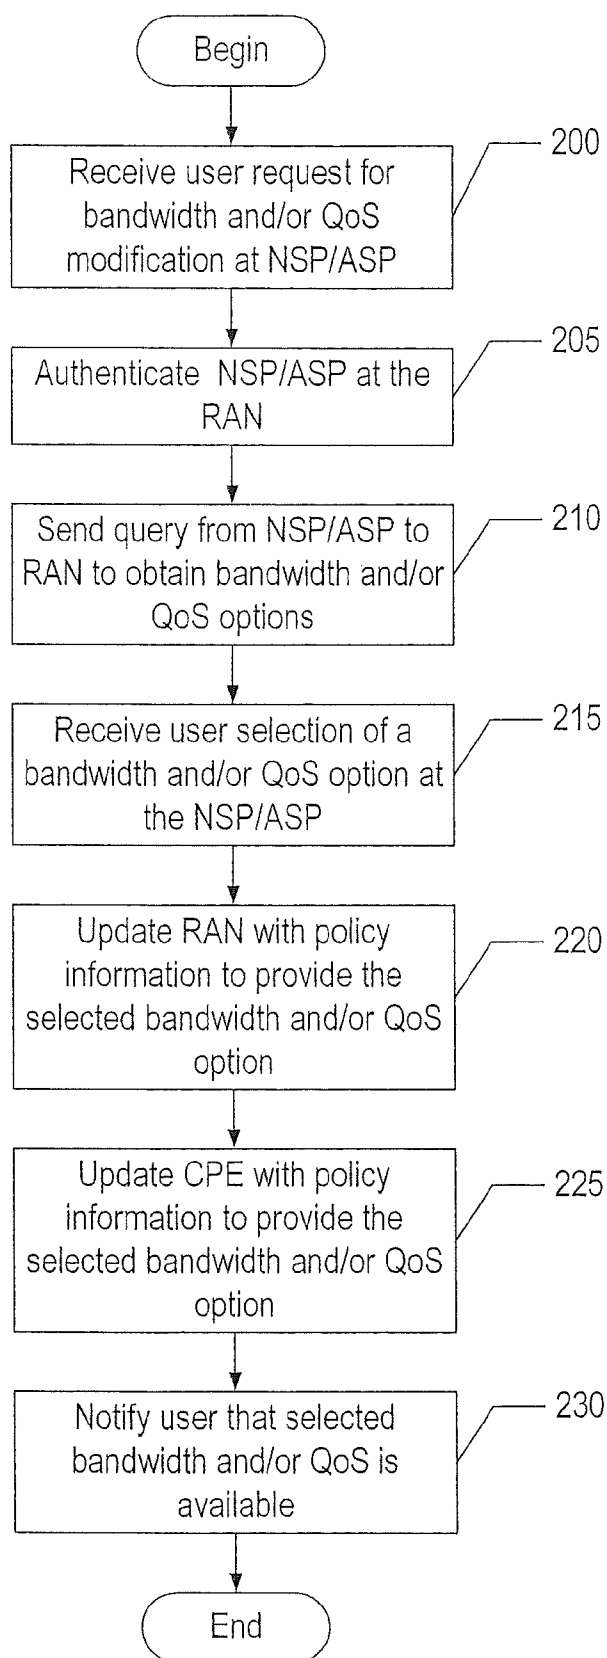 Begin
200
Receive user request for
bandwidth and/or QoS
modification at NSP/ASP
205
Authenticate NSP/ASP at the
RAN
210
Send query from NSP/ASP to
RAN to obtain bandwidth and/or
QoS options
215
Receive user selection of a
bandwidth and/or QoS option at
the NSP/ASP
220
Update RAN with policy
information to provide the
selected bandwidth and/or QoS
option
225
Update CPE with policy
information to provide the
selected bandwidth and/or QoS
option
230
Notify user that selected
bandwidth and/or QoS is
available
End